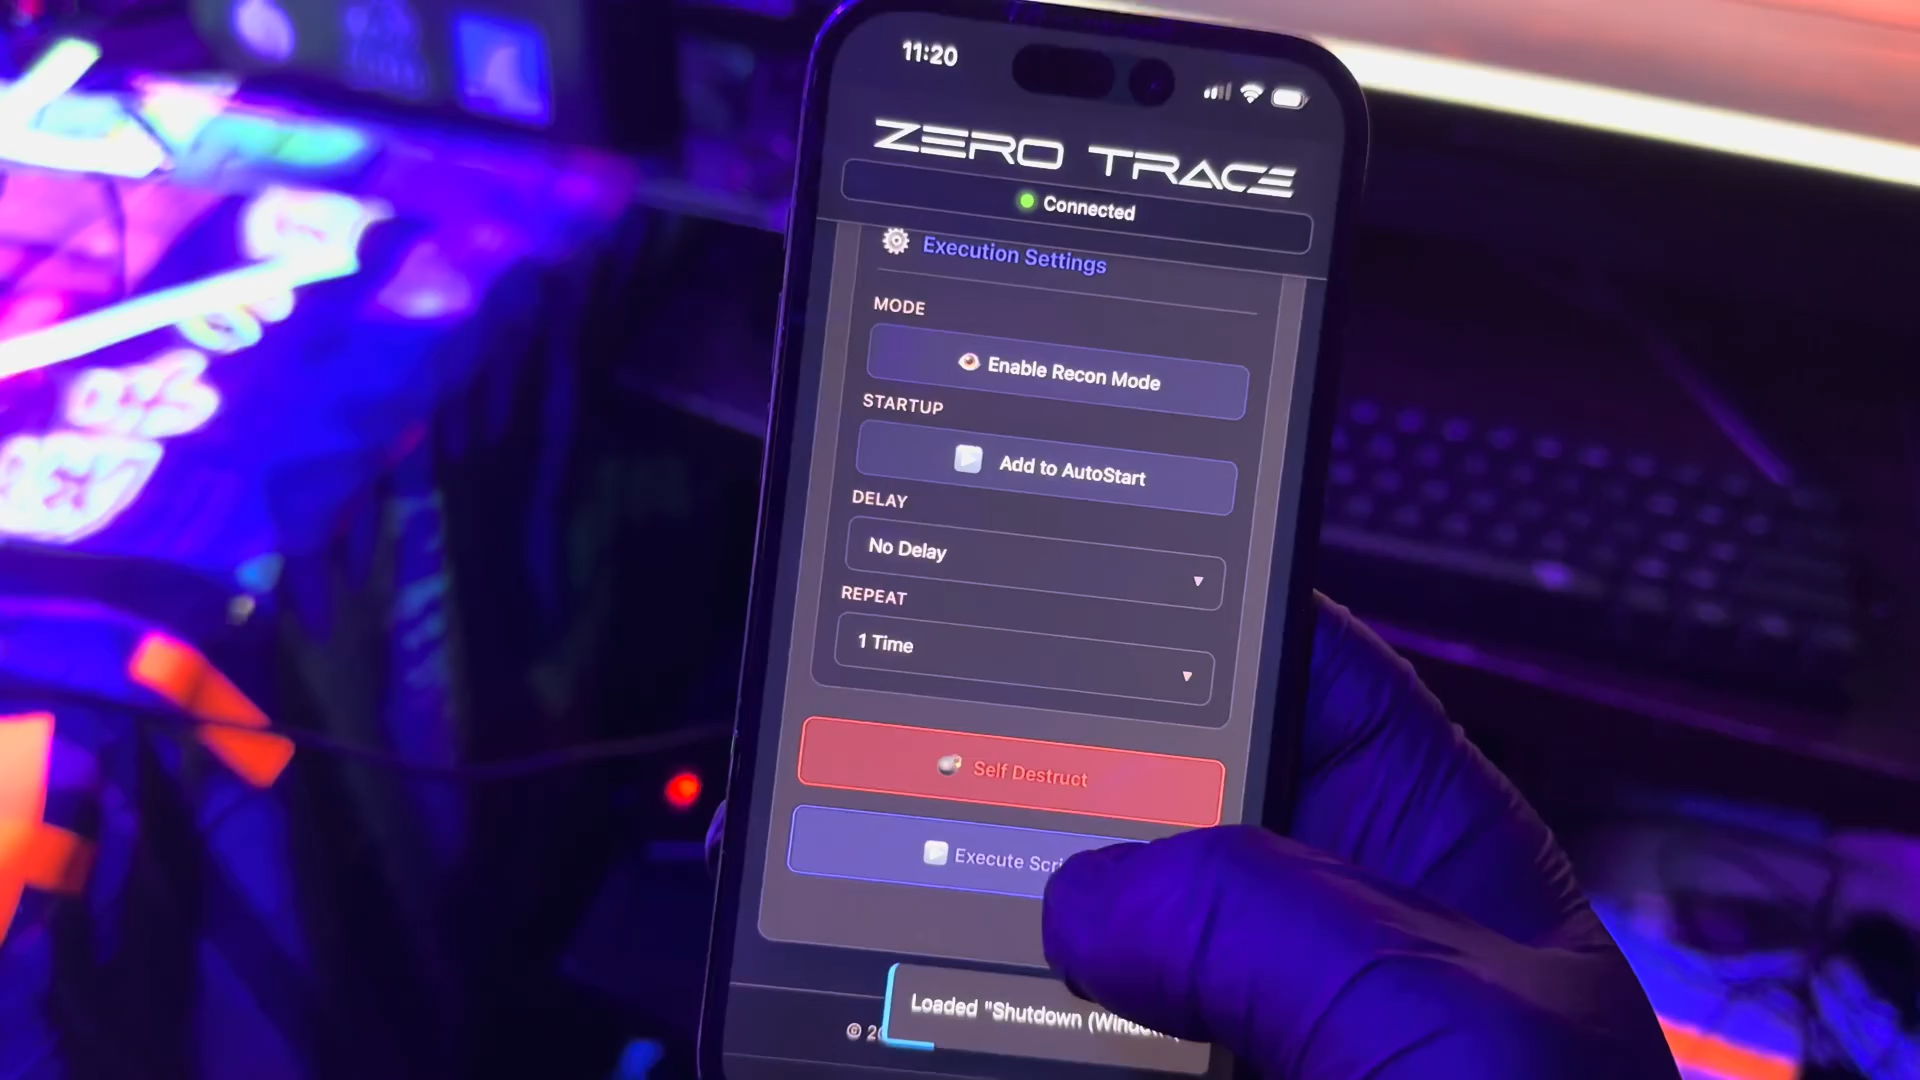 11:20
ZERO TRACE
Connected
Execution Settings
MODE
Enable Recon Mode
STARTUP
Add to AutoStart
DELAY
No Delay
REPEAT
1 Time
Self Destruct
Execute
Loaded "Shutdown
©